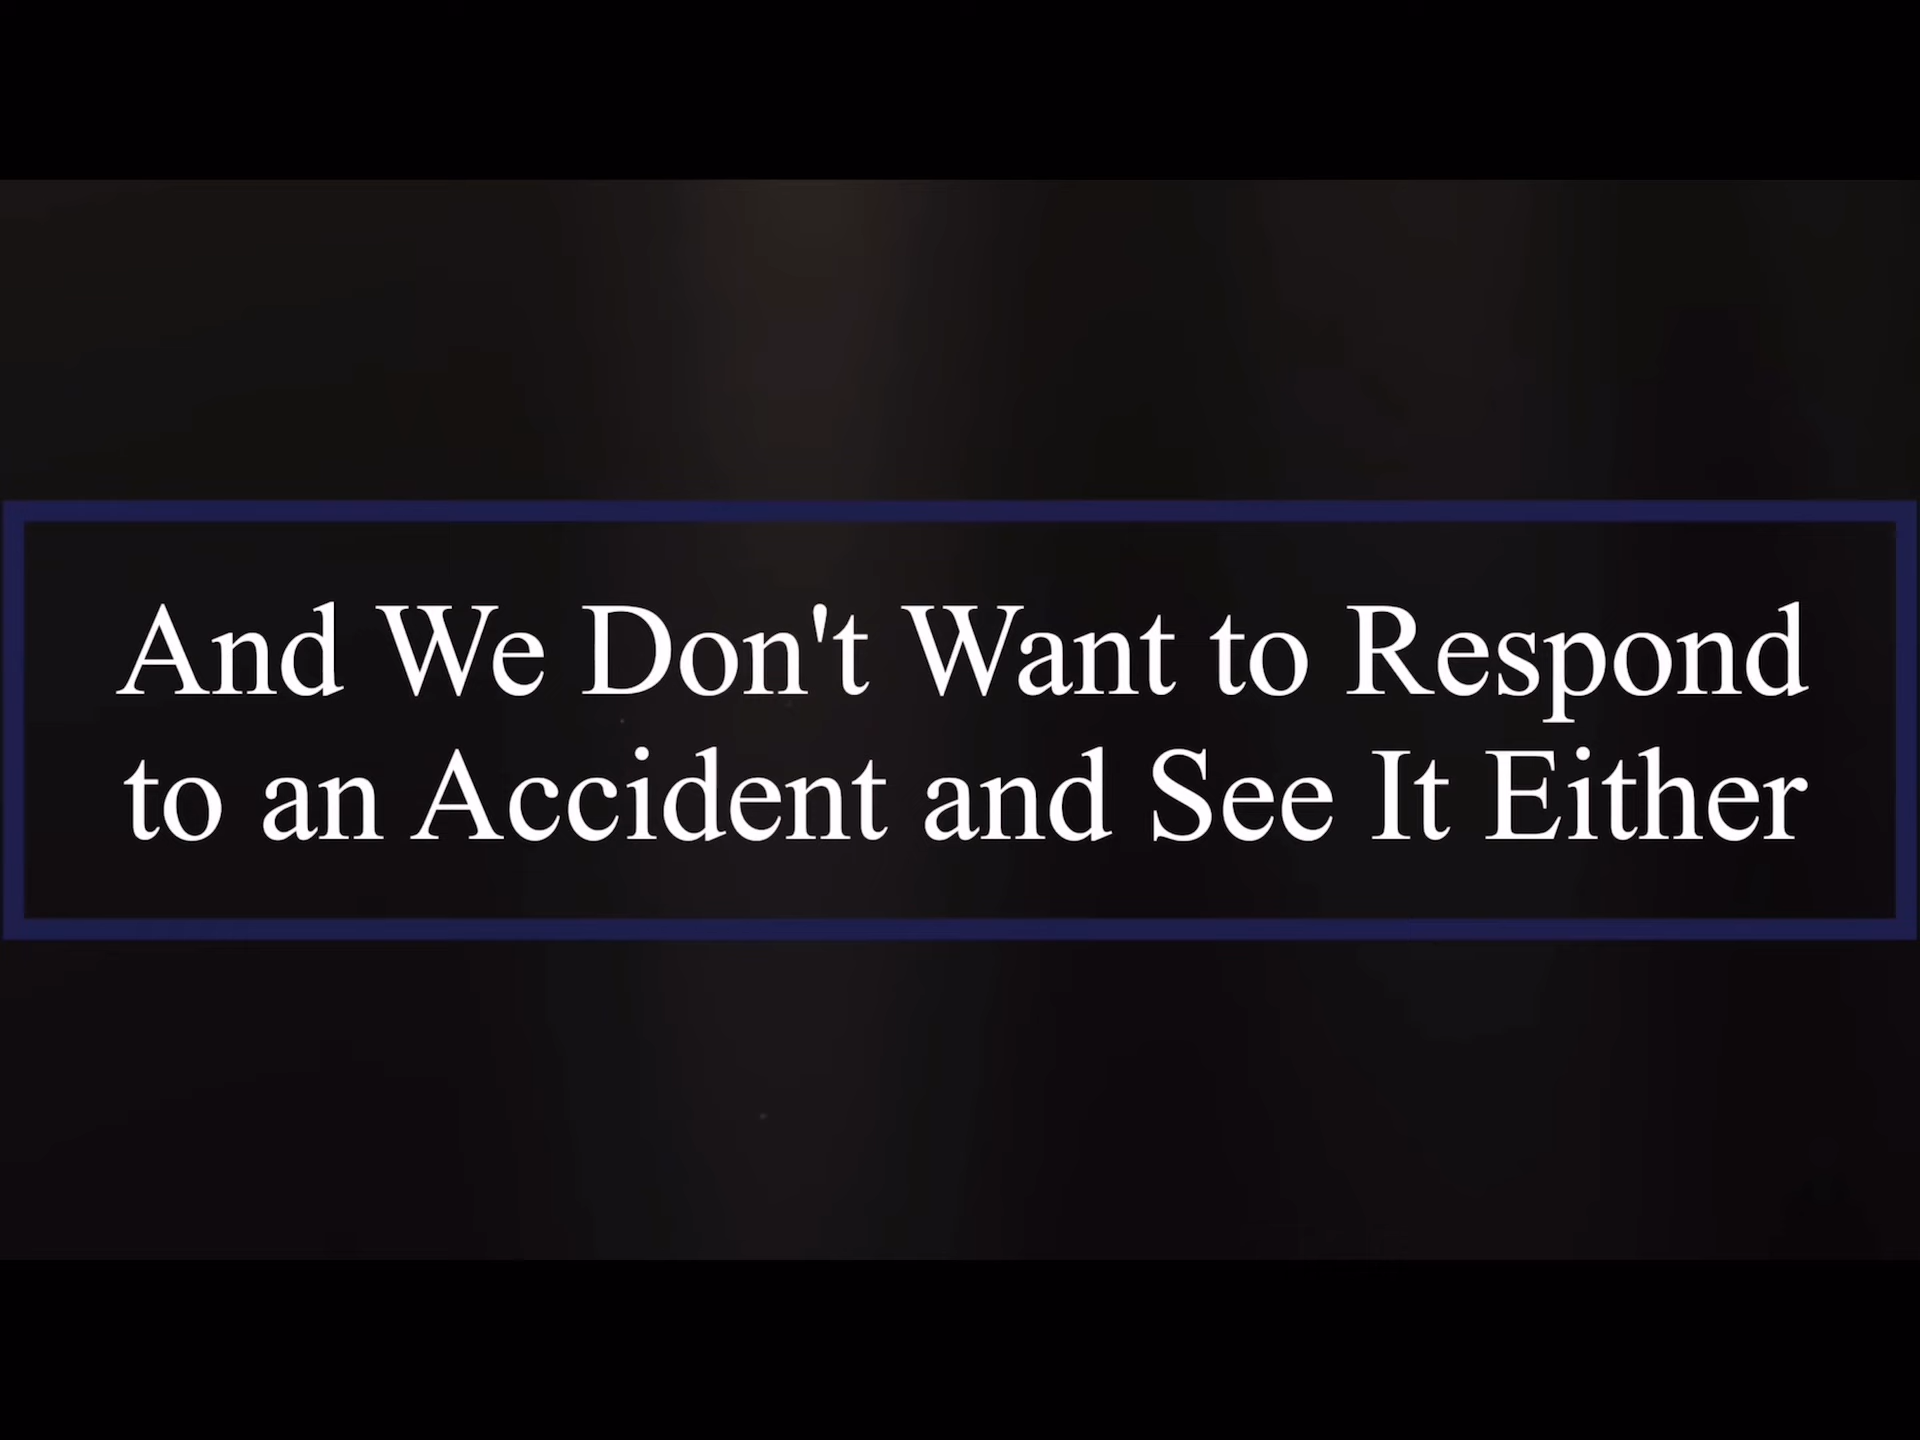 And We Don't Want to Respond
to an Accident and See It Either